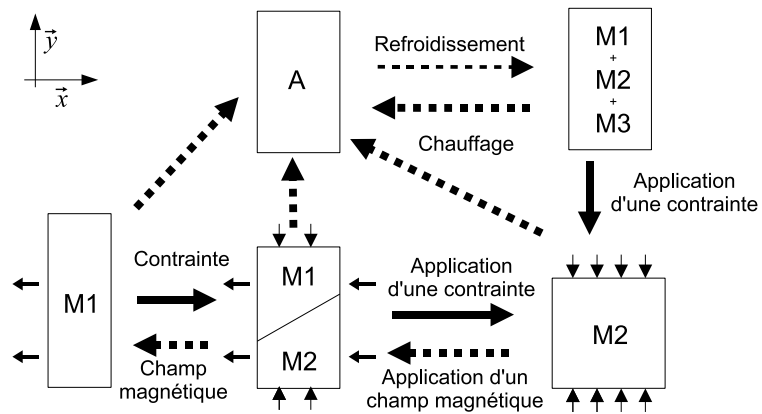 y
x
A
Refroidissement
Chauffage
M1
+
M2
+
M3
Application
d'une contrainte
M1
Contrainte
Champ
magnétique
M1
M2
Application
d'une contrainte
Application d'un
champ magnétique
M2